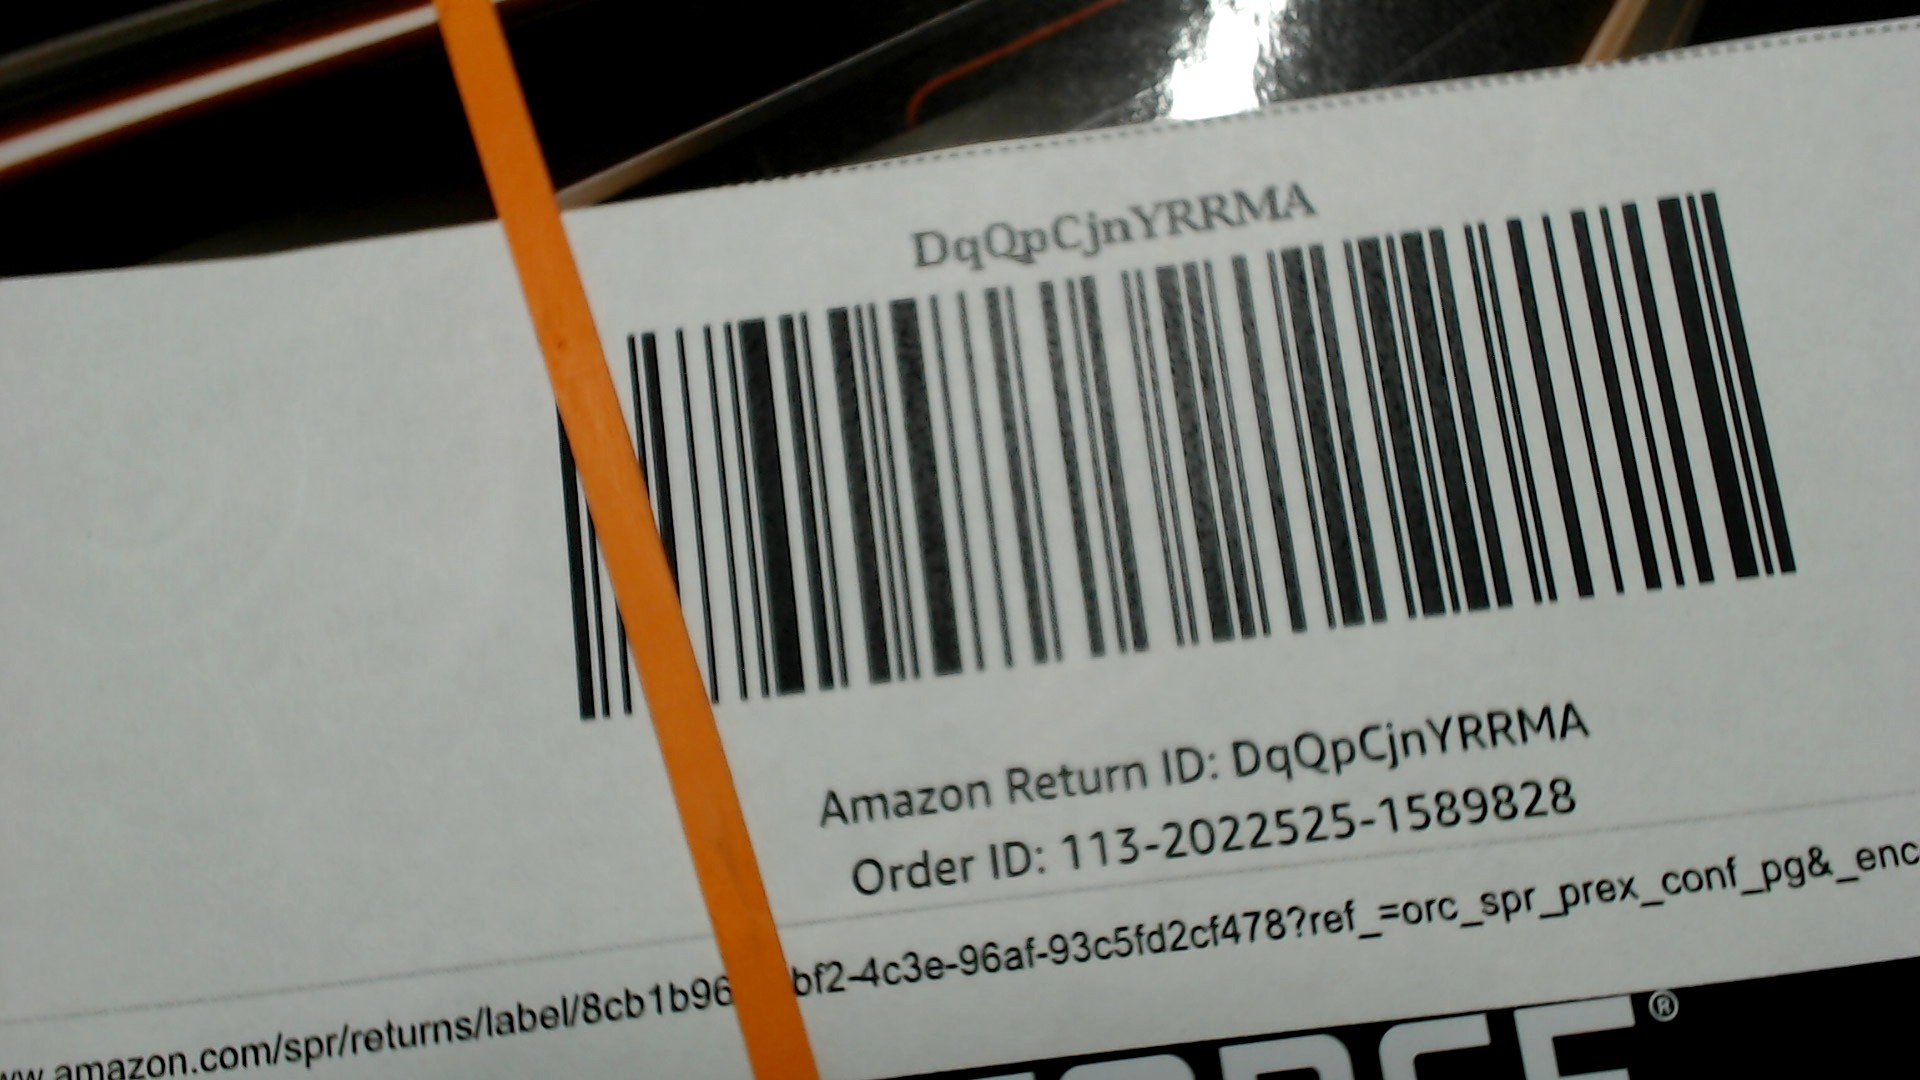 DqQpCjnYRRMA
Amazon Return ID: DqQpCjnYRRMA
Order ID: 113-2022525-1589828
amazon.com/spr/returns/label/8cb1b96 bf2-4c3e-96af-93c5fd2cf478?ref_=orc_spr_prex_conf_pg&_enc